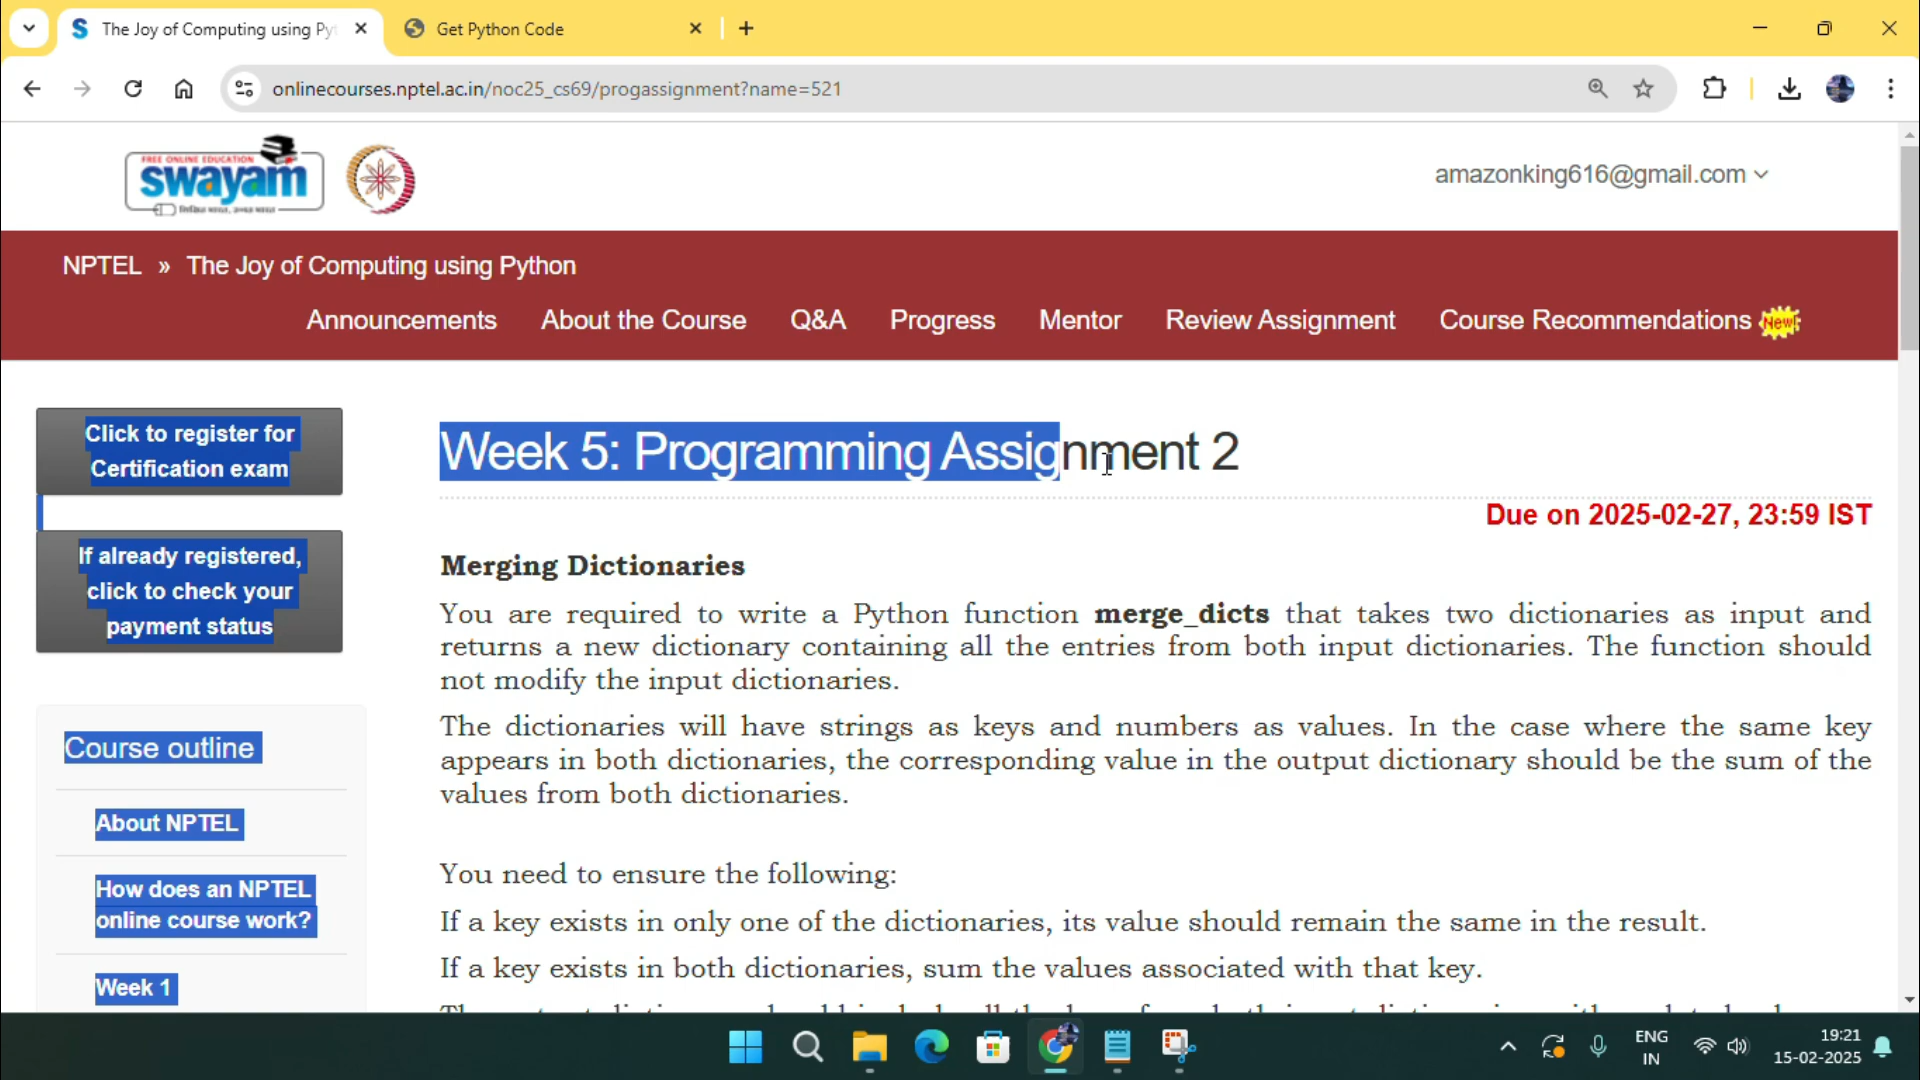 The Joy of Computing using Py
Get Python Code
onlinecourses.nptel.ac.in/noc25_cs69/progassignment?name=521
FREE ONLINE EDUCATION
swayam
amazonking616@gmail.com
NPTEL » The Joy of Computing using Python
Announcements About the Course Q&A Progress Mentor Review Assignment Course Recommendations New!
Click to register for
Certification exam
If already registered,
click to check your
payment status
Course outline
About NPTEL
How does an NPTEL
online course work?
Week 1
Week 5: Programming Assignment 2
Due on 2025-02-27, 23:59 IST
Merging Dictionaries
You are required to write a Python function merge_dicts that takes two dictionaries as input and
returns a new dictionary containing all the entries from both input dictionaries. The function should
not modify the input dictionaries.
The dictionaries will have strings as keys and numbers as values. In the case where the same key
appears in both dictionaries, the corresponding value in the output dictionary should be the sum of the
values from both dictionaries.
You need to ensure the following:
If a key exists in only one of the dictionaries, its value should remain the same in the result.
If a key exists in both dictionaries, sum the values associated with that key.
ENG
IN
19:21
15-02-2025